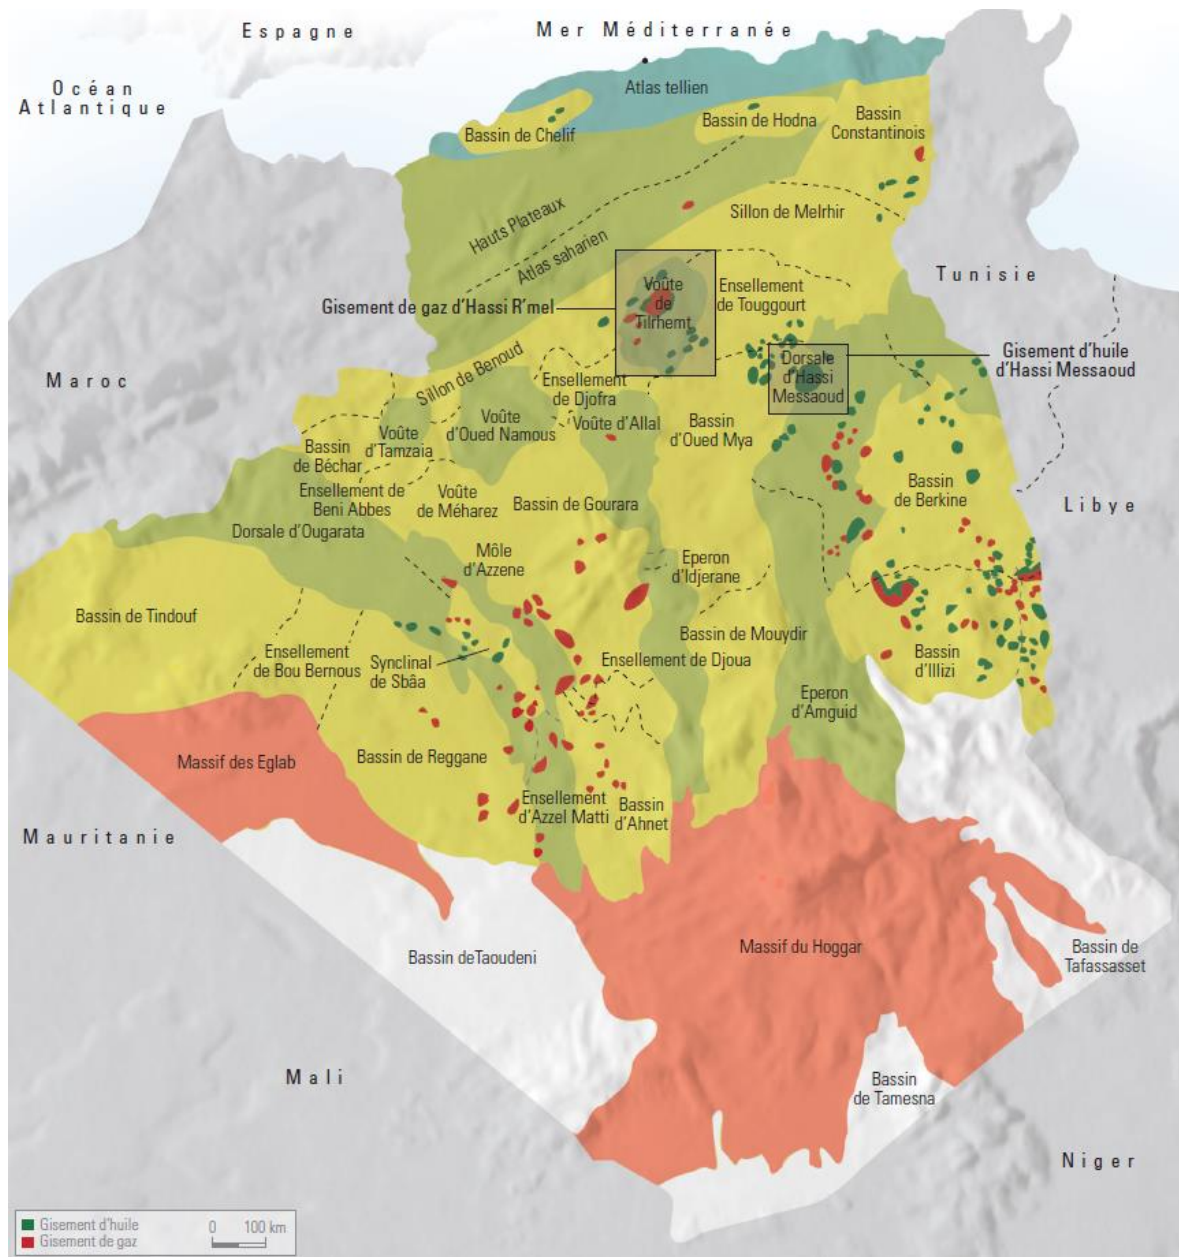 Espagne
Mer Méditerranée
Océan
Atlantique
Atlas tellien
Bassin de Chelif
Bassin de Hodna
Bassin
Constantinois
Hauts Plateaux
Atlas saharien
Sillon de Melrhir
Tunisie
Gisement de gaz d'Hassi R'mel
Voûte
de
Tilrhemt
Ensellement
de Touggourt
Maroc
Sillon de Benoud
Ensellement
de Djofra
Dorsale
d'Hassi
Messaoud
Gisement d'huile
d'Hassi Messaoud
Bassin
de Béchar
Voûte
d'Tamzaia
Voûte
d'Oued Namous
Voûte d'Allal
Bassin
d'Oued Mya
Ensellement de
Beni Abbes
Voûte
de Méharez
Bassin de Gourara
Bassin
de Berkine
Libye
Dorsale d'Ougarata
Môle
d'Azzene
Eperon
d'Idjerane
Bassin de Tindouf
Ensellement
de Bou Bernous
Synclinal
de Sbâa
Bassin de Mouydir
Ensellement de Djoua
Bassin
d'Illizi
Eperon
d'Amguid
Massif des Eglab
Bassin de Reggane
Ensellement
d'Azzel Matti
Bassin
d'Ahnet
Mauritanie
Bassin deTaoudeni
Massif du Hoggar
Bassin de
Tafassasset
Mali
Bassin
de Tamesna
Niger
Gisement d'huile
Gisement de gaz
0 100 km